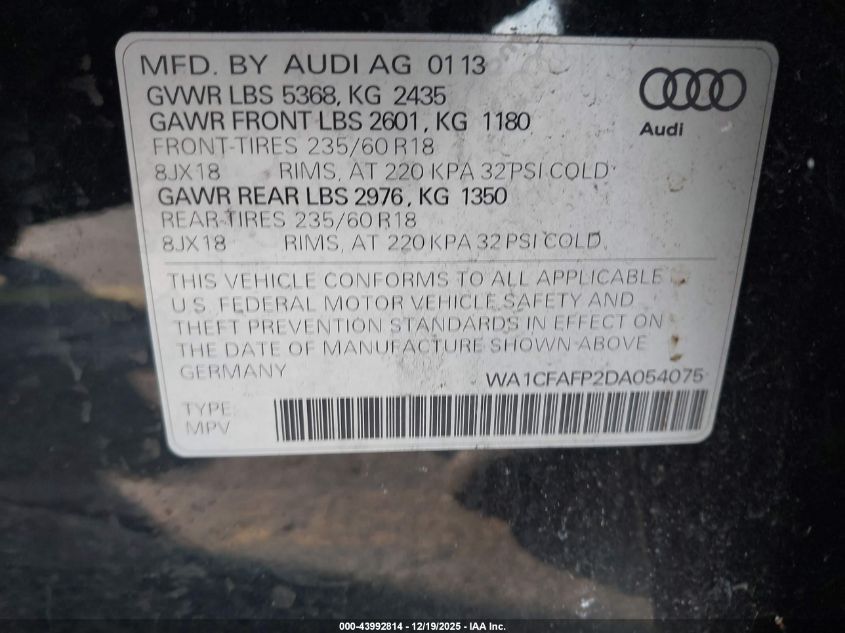 MFD. BY AUDI AG 01 13
GVWR LBS 5368, KG 2435
GAWR FRONT LBS 2601, KG 1180
FRONT-TIRES 235/60 R18
8JX18 RIMS, AT 220 KPA 32 PSI COLD
GAWR REAR LBS 2976, KG 1350
REAR-TIRES 235/60 R18
8JX18 RIMS, AT 220 KPA 32 PSI COLD
Audi
THIS VEHICLE CONFORMS TO ALL APPLICABLE
U.S. FEDERAL MOTOR VEHICLE SAFETY AND
THEFT PREVENTION STANDARDS IN EFFECT ON
THE DATE OF MANUFACTURE SHOWN ABOVE
GERMANY WA1CFAFP2DA054075
TYPE:
MPV
000-43992814 - 12/19/2025 - IAA Inc.